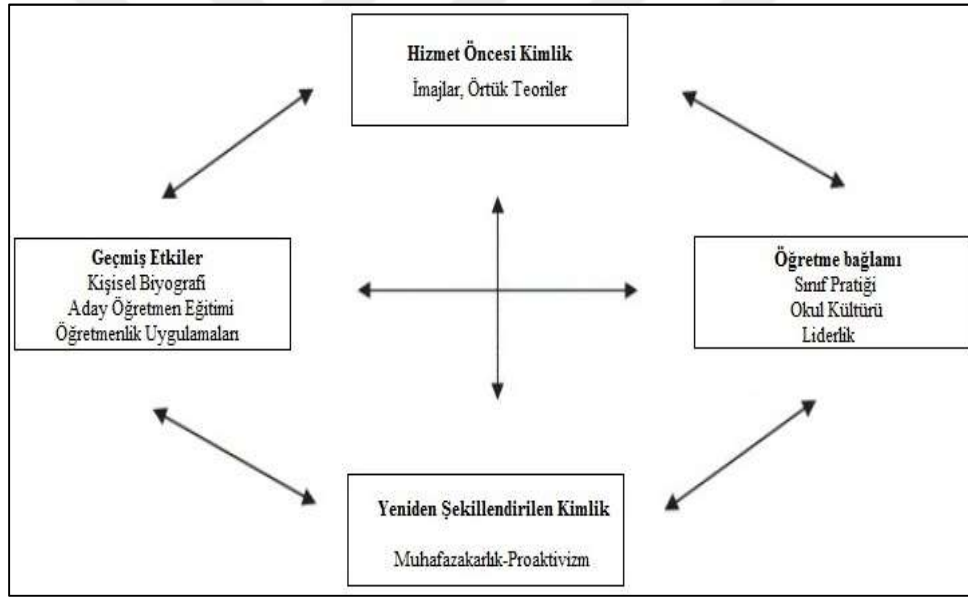 Hizmet Öncesi Kimlik
İmajlar, Örtük Teoriler
Geçmiş Etkiler
Kişisel Biyografi
Aday Öğretmen Eğitimi
Öğretmenlik Uygulamaları
Öğretme bağlamı
Sınıf Pratiği
Okul Kültürü
Liderlik
Yeniden Şekillendirilen Kimlik
Muhafazakarlık-Proaktivizm